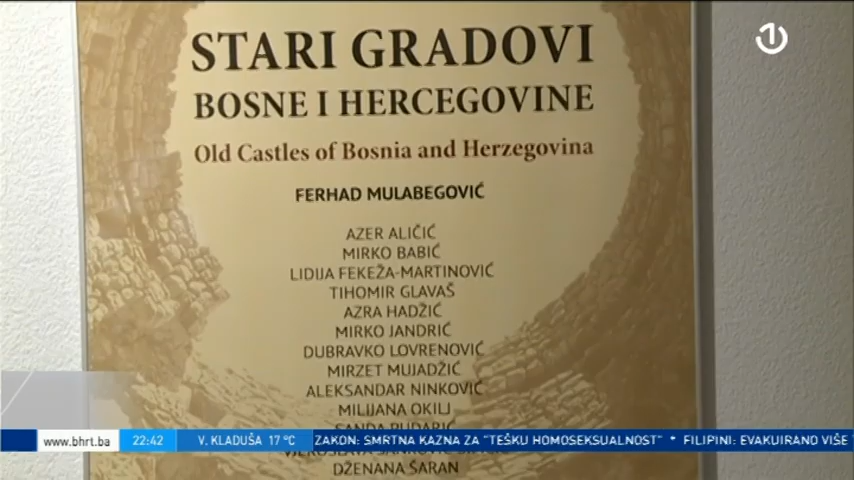 STARI GRADOVI
BOSNE I HERCEGOVINE
Old Castles of Bosnia and Herzegovina
FERHAD MULABEGOVIĆ
AZER ALIČIĆ
MIRKO BABIĆ
LIDIJA FEKEŽA-MARTINOVIĆ
TIHOMIR GLAVAŠ
AZRA HADŽIĆ
MIRKO JANDRIĆ
DUBRAVKO LOVRENOVIĆ
MIRZET MUJADŽIĆ
ALEKSANDAR NINKOVIĆ
MILIJANA OKILJ
www.bhrt.ba 22:42 V. KLADUŠA 17 °C ZAKON: SMRTNA KAZNA ZA "TEŠKU HOMOSEKSUALNOST" * FILIPINI: EVAKUIRANO VIŠE
DŽENANA ŠARAN